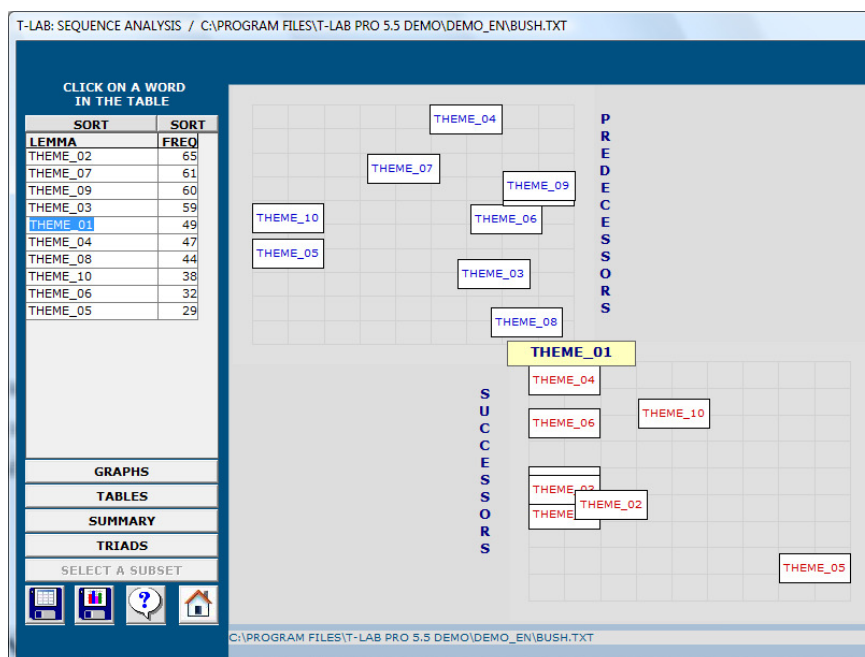 T-LAB: SEQUENCE ANALYSIS / C:\PROGRAM FILES\T-LAB PRO 5.5 DEMO\DEMO_EN\BUSH.TXT
CLICK ON A WORD
IN THE TABLE
SORT SORT
LEMMA FREQ
THEME_02 65
THEME_07 61
THEME_09 60
THEME_03 59
THEME_01 49
THEME_04 47
THEME_08 44
THEME_10 38
THEME_06 32
THEME_05 29
GRAPHS
TABLES
SUMMARY
TRIADS
SELECT A SUBSET
?
PREDECESSORS
THEME_04
THEME_07
THEME_09
THEME_10
THEME_06
THEME_05
THEME_03
THEME_08
THEME_01
SUCCESSORS
THEME_04
THEME_10
THEME_06
THEME_03
THEME_02
THEME
THEME_05
C:\PROGRAM FILES\T-LAB PRO 5.5 DEMO\DEMO_EN\BUSH.TXT